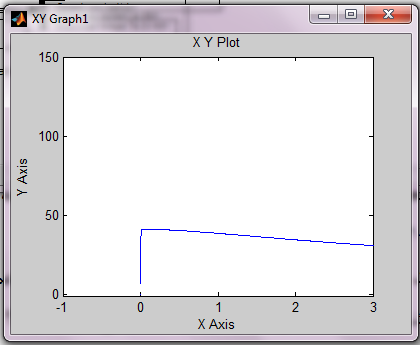 XY Graph1
X Y Plot
150
100
50
0
Y Axis
-1 0 1 2 3
X Axis